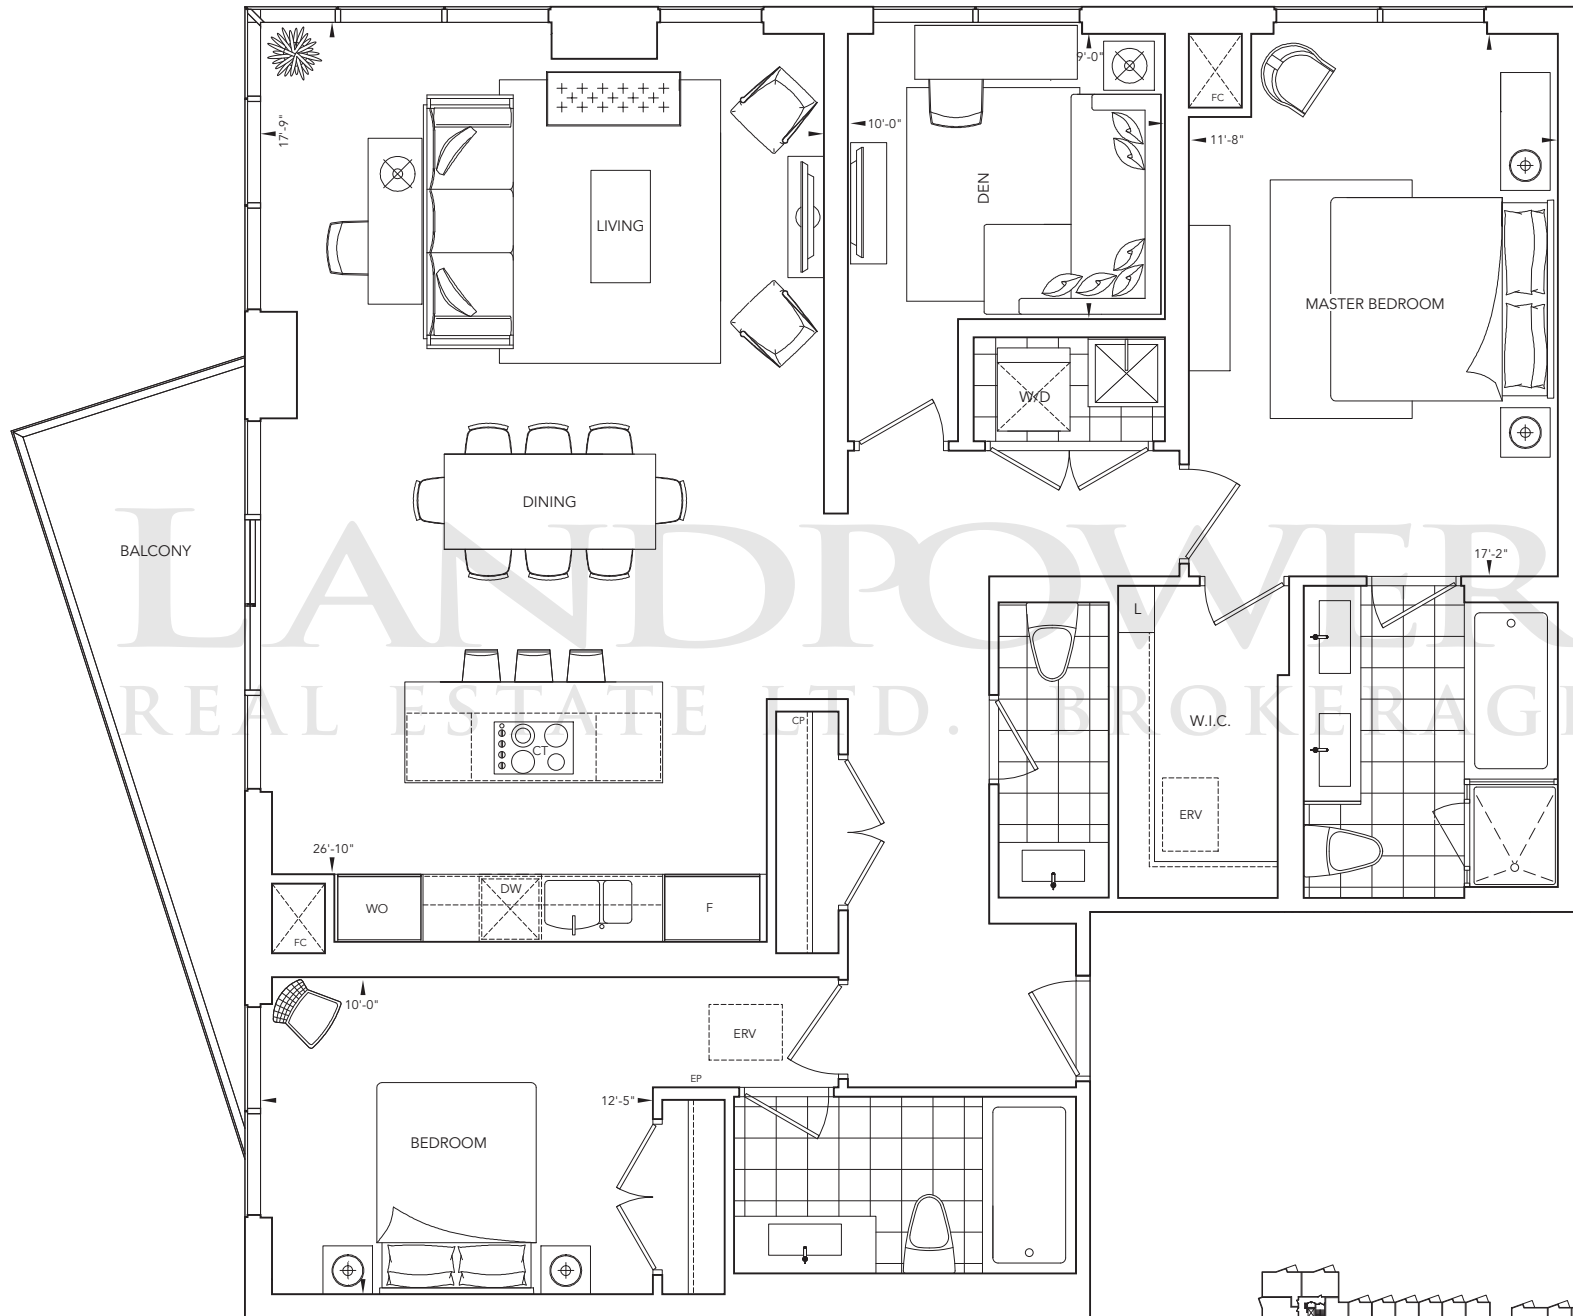 9'-0"
FC
17'-9"
10'-0"
11'-8"
DEN
LIVING
MASTER BEDROOM
W/D
DINING
BALCONY
17'-2"
LANDPOWER
L
REAL ESTATE LTD. BROKERAGE
CP
W.I.C.
CT
ERV
26'-10"
DW
WO
F
FC
10'-0"
ERV
EP
12'-5"
BEDROOM